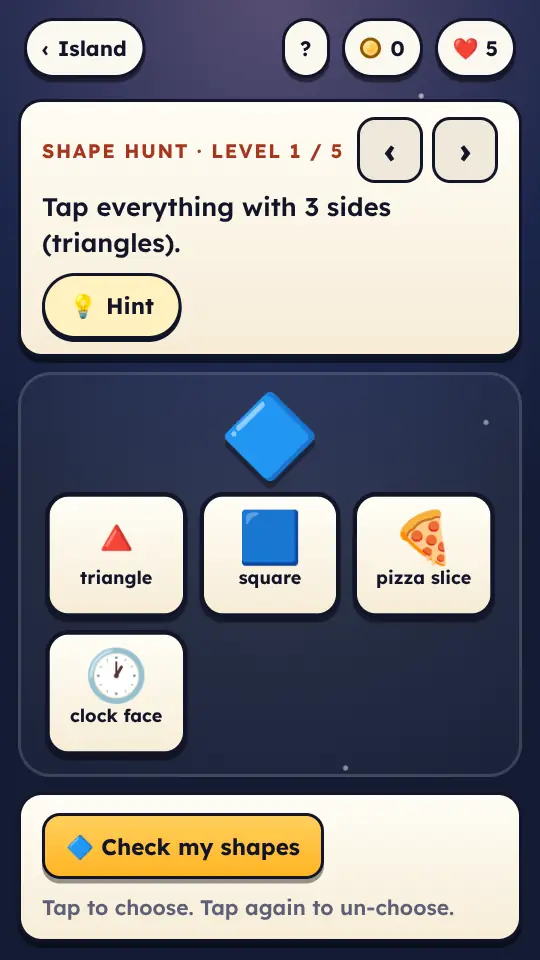 ‹ Island
?
0
5
SHAPE HUNT · LEVEL 1 / 5
‹
›
Tap everything with 3 sides
(triangles).
Hint
triangle
square
pizza slice
clock face
Check my shapes
Tap to choose. Tap again to un-choose.